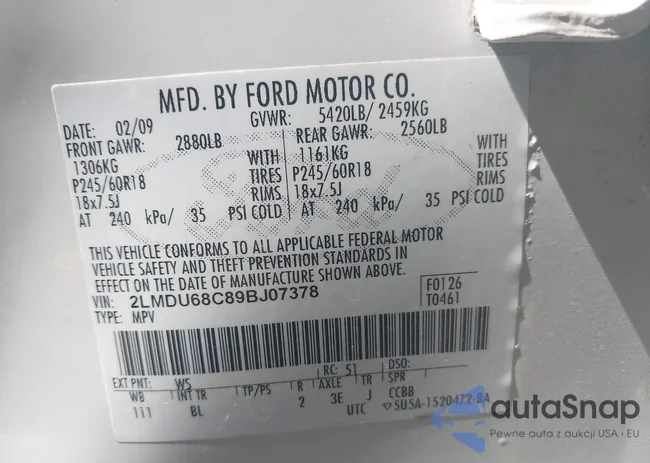 MFD. BY FORD MOTOR CO.
DATE: 02/09 GVWR: 5420LB/ 2459KG
FRONT GAWR: 2880LB REAR GAWR: 2560LB
1306KG WITH 1161KG WITH
P245/60R18 TIRES P245/60R18 TIRES
18x7.5J RIMS 18x7.5J RIMS
AT 240 kPa/ 35 PSI COLD AT 240 kPa/ 35 PSI COLD
THIS VEHICLE CONFORMS TO ALL APPLICABLE FEDERAL MOTOR
VEHICLE SAFETY AND THEFT PREVENTION STANDARDS IN
EFFECT ON THE DATE OF MANUFACTURE SHOWN ABOVE.
VIN: 2LMDU68C89BJ07378 F0126
TYPE: MPV T0461
EXT PNT: WS RC: 51 DSO:
WB INT TR TP/PS R AXLE TR SPR
111 BL 2 3E J CCBB
UTC 5U5A-1520472-BA
autaSnap
Pewne auta z aukcji USA i EU